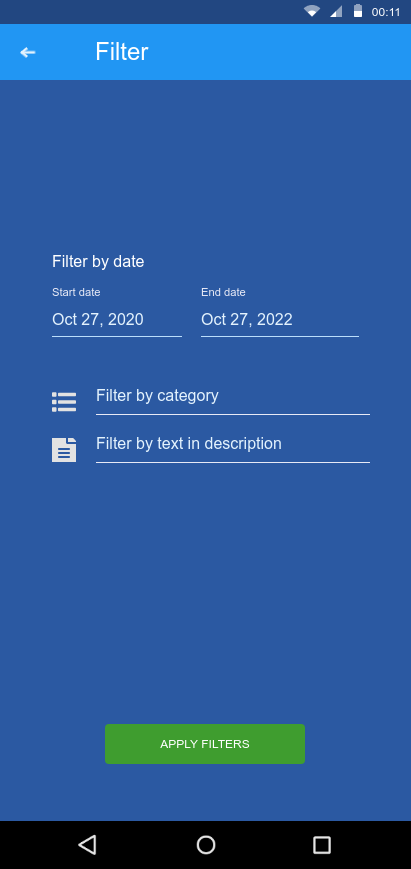 00:11
Filter
Filter by date
Start date
End date
Oct 27, 2020
Oct 27, 2022
Filter by category
Filter by text in description
APPLY FILTERS